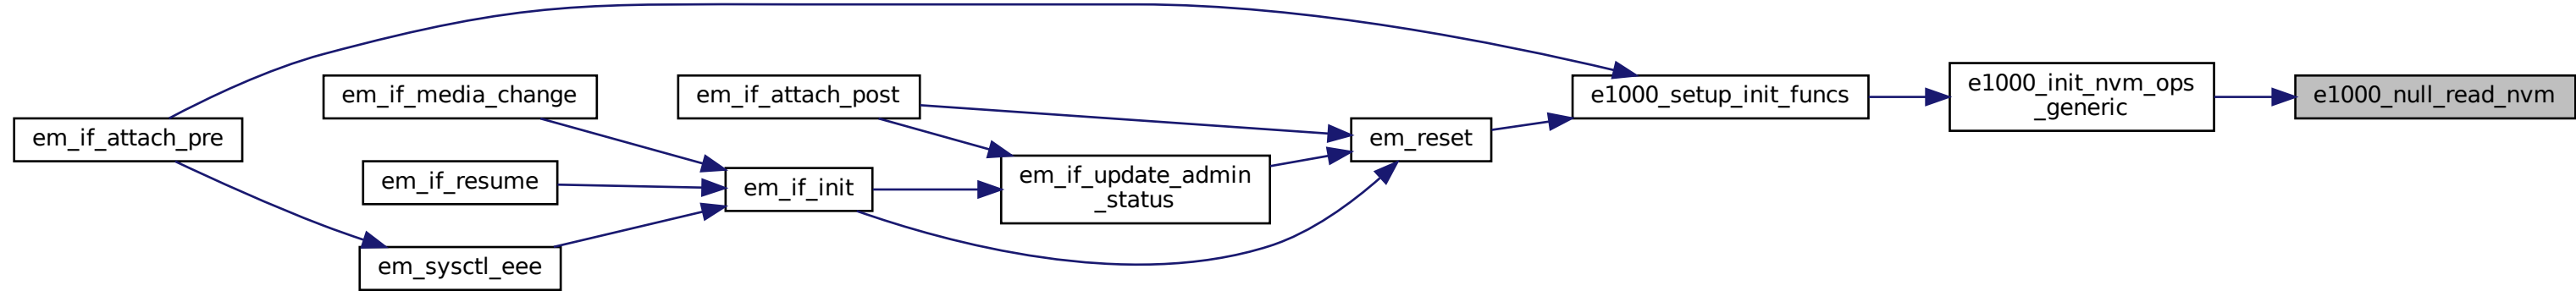 em_if_attach_pre
em_if_media_change
em_if_resume
em_sysctl_eee
em_if_attach_post
em_if_init
em_if_update_admin
_status
em_reset
e1000_setup_init_funcs
e1000_init_nvm_ops
_generic
e1000_null_read_nvm